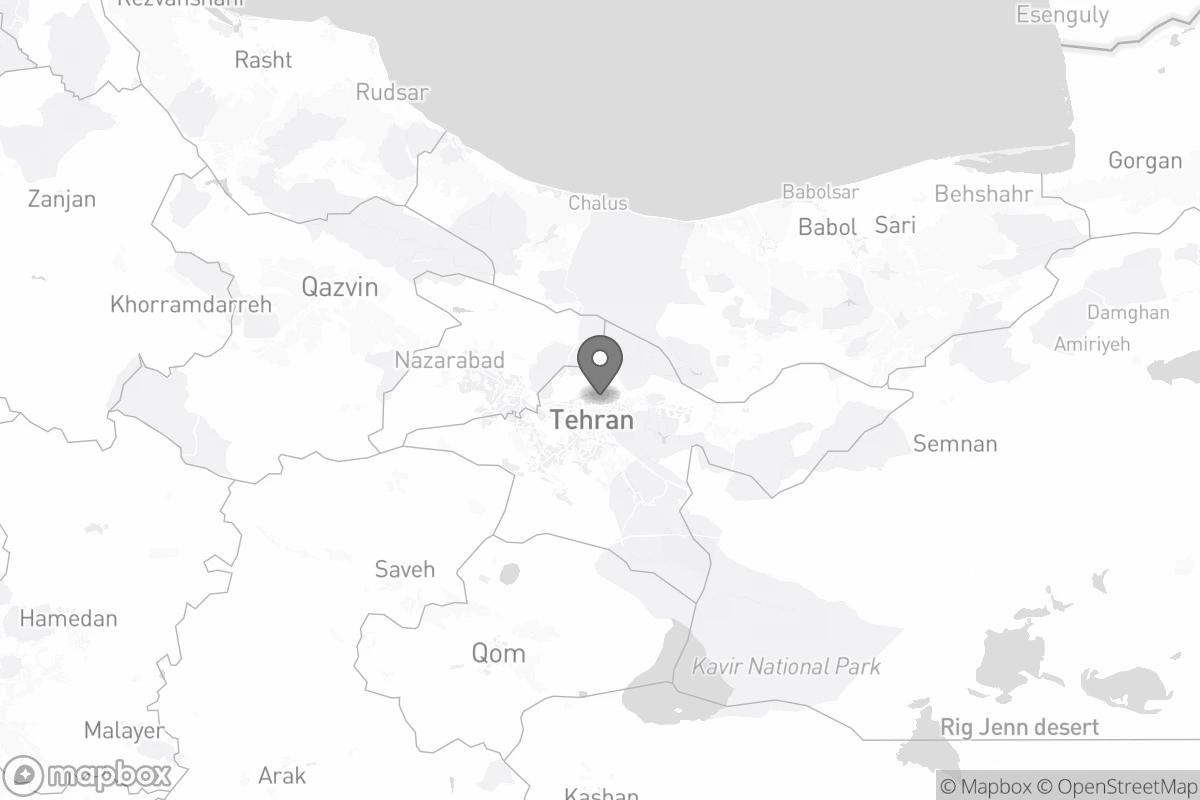 Rezvanshahr
Esenguly
Rasht
Rudsar
Gorgan
Zanjan
Chalus
Babolsar
Behshahr
Babol
Sari
Qazvin
Khorramdarreh
Damghan
Amiriyeh
Nazarabad
Tehran
Semnan
Saveh
Hamedan
Qom
Kavir National Park
Malayer
Rig Jenn desert
Arak
mapbox
Kashan
© Mapbox © OpenStreetMap